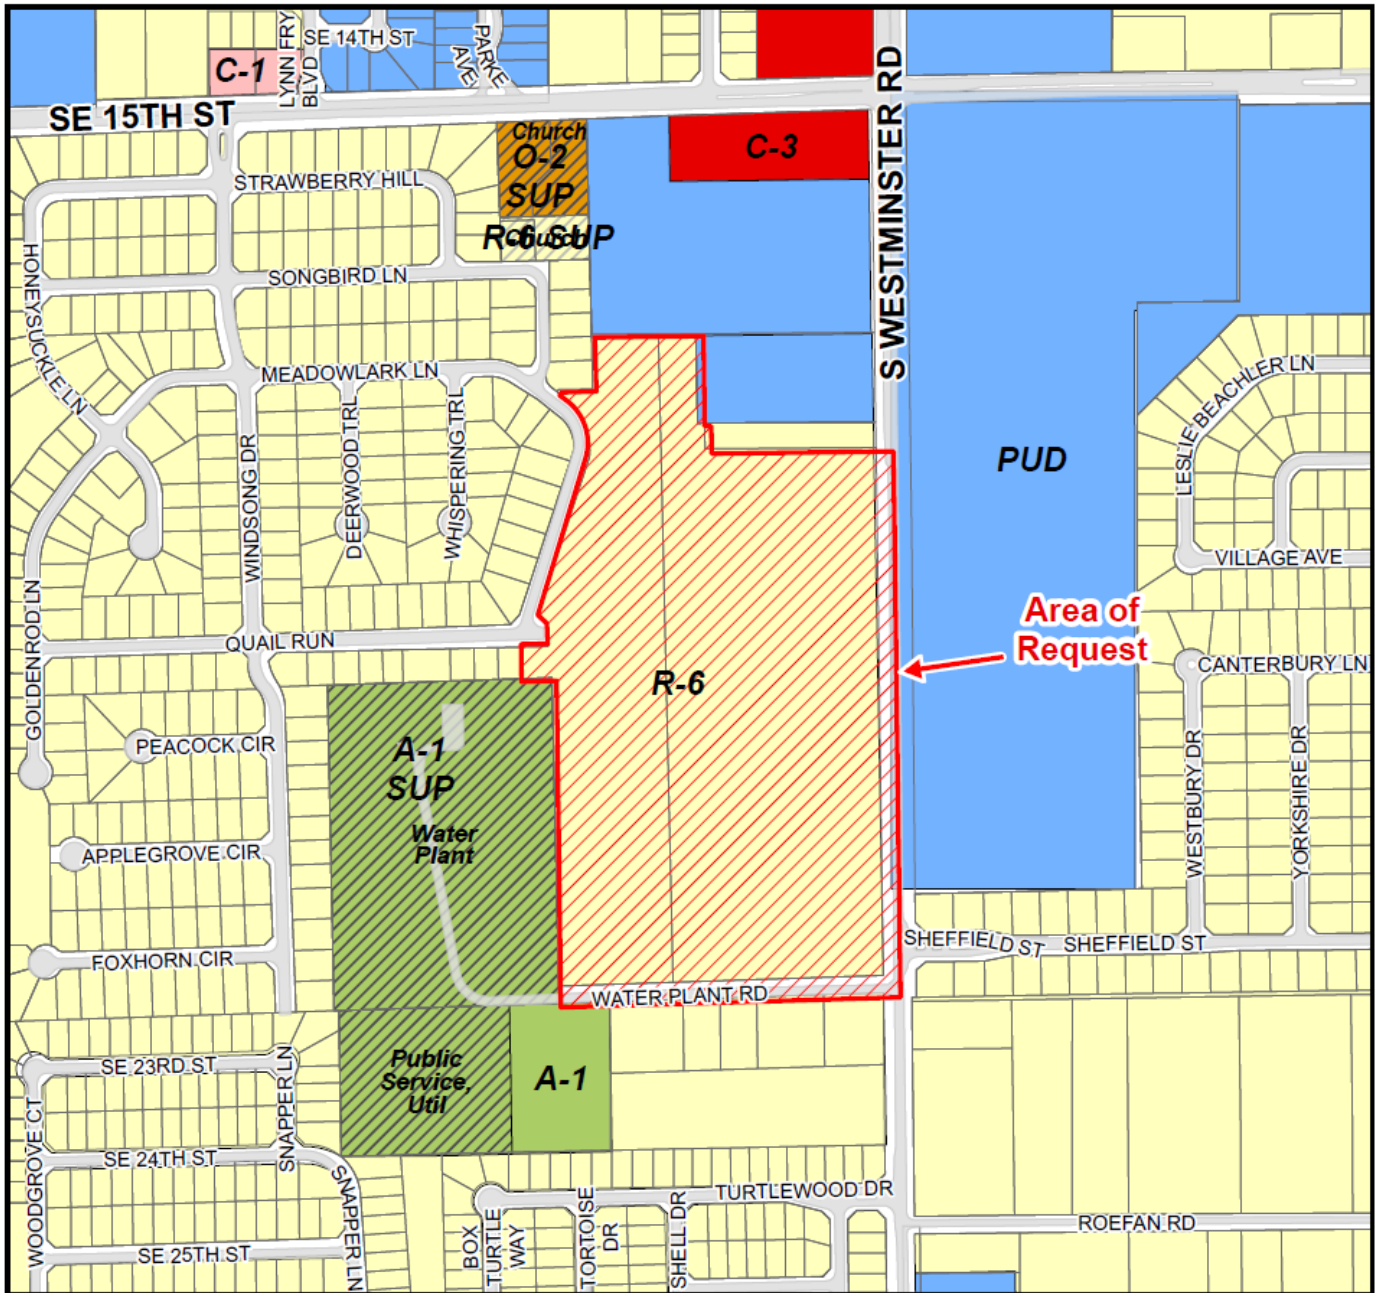 SE 14TH ST
LYNN FRY
BLVD
PARKE
AVE
C-1
SE 15TH ST
S WESTMINSTER RD
Church
O-2
SUP
C-3
R-6 SUP
Church
STRAWBERRY HILL
HONEYSUCKLE LN
SONGBIRD LN
MEADOWLARK LN
LESLIE BEACHLER LN
DEERWOOD TRL
WHISPERING TRL
WINDSONG DR
PUD
VILLAGE AVE
GOLDENROD LN
QUAIL RUN
Area of
Request
R-6
CANTERBURY LN
PEACOCK CIR
A-1
SUP
Water
Plant
WESTBURY DR
YORKSHIRE DR
APPLEGROVE CIR
FOXHORN CIR
SHEFFIELD ST
SHEFFIELD ST
WATER PLANT RD
SE 23RD ST
SNAPPER LN
Public
Service,
Util
A-1
WOODGROVE CT
SE 24TH ST
SNAPPER LN
TURTLEWOOD DR
BOX
TURTLE
WAY
TORTOISE
DR
SHELL DR
ROEFAN RD
SE 25TH ST